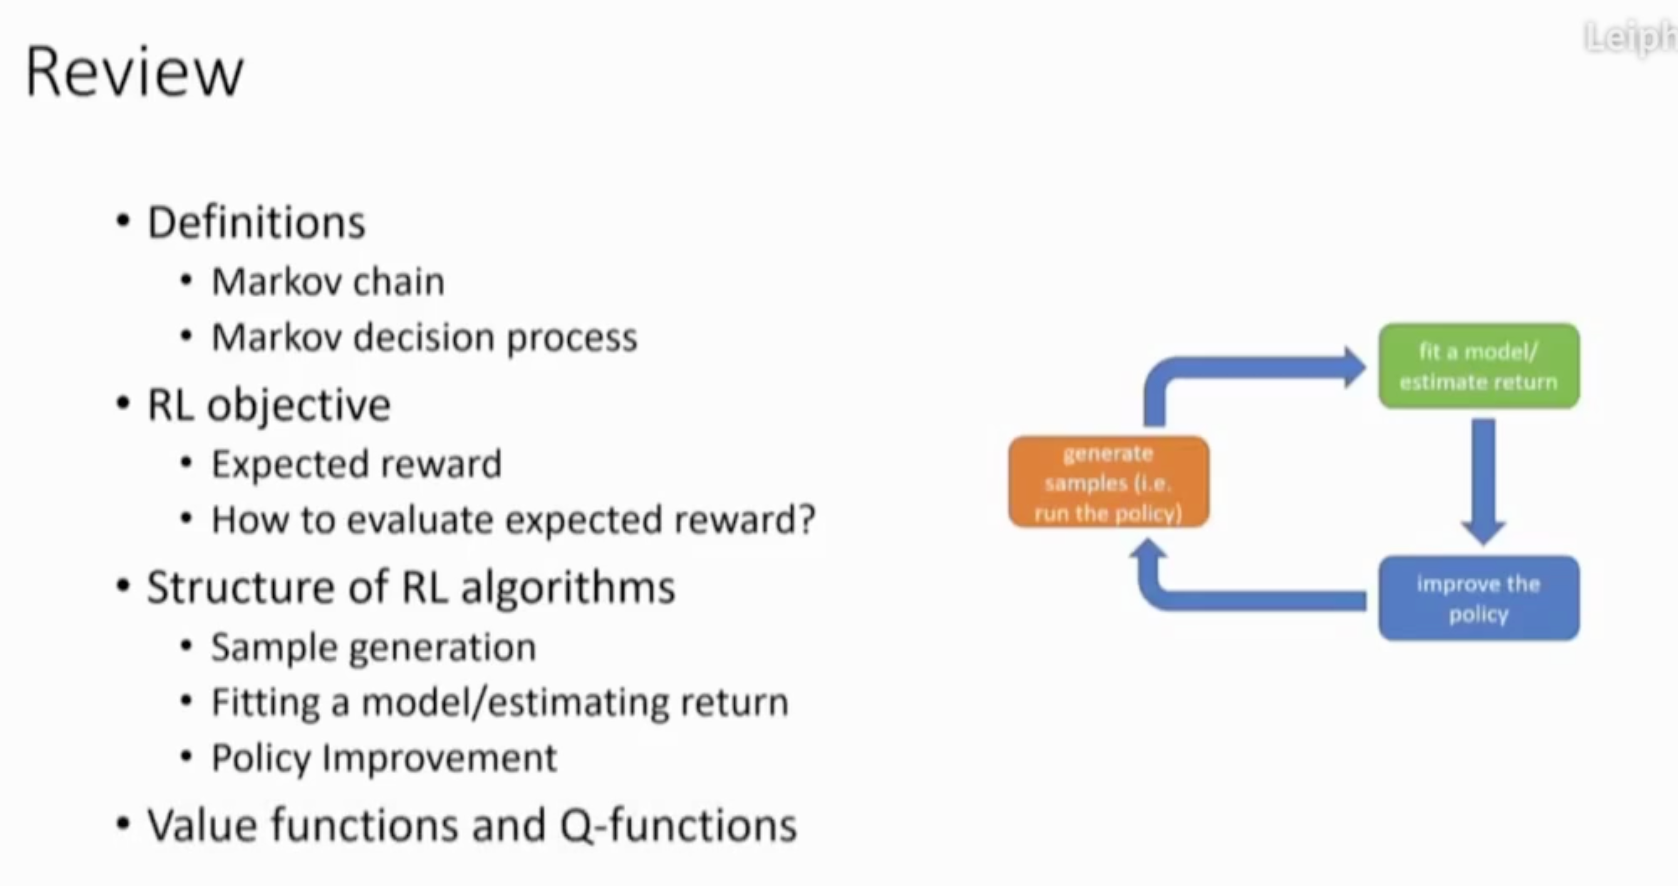 Review
• Definitions
• Markov chain
• Markov decision process
• RL objective
• Expected reward
• How to evaluate expected reward?
• Structure of RL algorithms
• Sample generation
• Fitting a model/estimating return
• Policy Improvement
• Value functions and Q-functions
fit a model/
estimate return
generate
samples (i.e.
run the policy)
improve the
policy